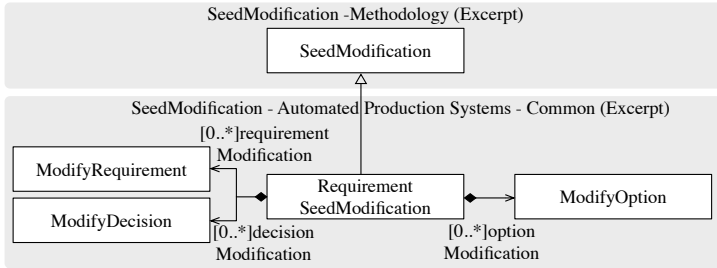 SeedModification -Methodology (Excerpt)
SeedModification
SeedModification - Automated Production Systems - Common (Excerpt)
[0..*]requirement
Modification
ModifyRequirement
Requirement
SeedModification
ModifyOption
ModifyDecision
[0..*]decision
Modification
[0..*]option
Modification